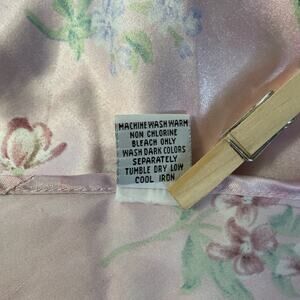 MACHINE WASH WARM
NON CHLORINE
BLEACH ONLY
WASH DARK COLORS
SEPARATELY
TUMBLE DRY LOW
COOL IRON